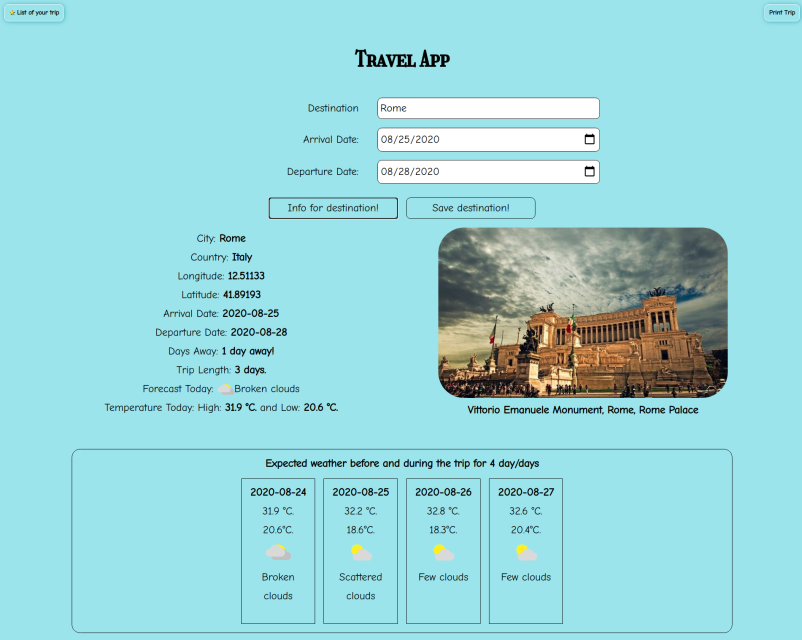 List of your trip
Print Trip
Travel App
Destination
Rome
Arrival Date:
08/25/2020
Departure Date:
08/28/2020
Info for destination!
Save destination!
City: Rome
Country: Italy
Longitude: 12.51133
Latitude: 41.89193
Arrival Date: 2020-08-25
Departure Date: 2020-08-28
Days Away: 1 day away!
Trip Length: 3 days.
Forecast Today: Broken clouds
Temperature Today: High: 31.9 °C. and Low: 20.6 °C.
Vittorio Emanuele Monument, Rome, Rome Palace
Expected weather before and during the trip for 4 day/days
2020-08-24
31.9 °C.
20.6°C.
Broken
clouds
2020-08-25
32.2 °C.
18.6°C.
Scattered
clouds
2020-08-26
32.8 °C.
18.3°C.
Few clouds
2020-08-27
32.6 °C.
20.4°C.
Few clouds